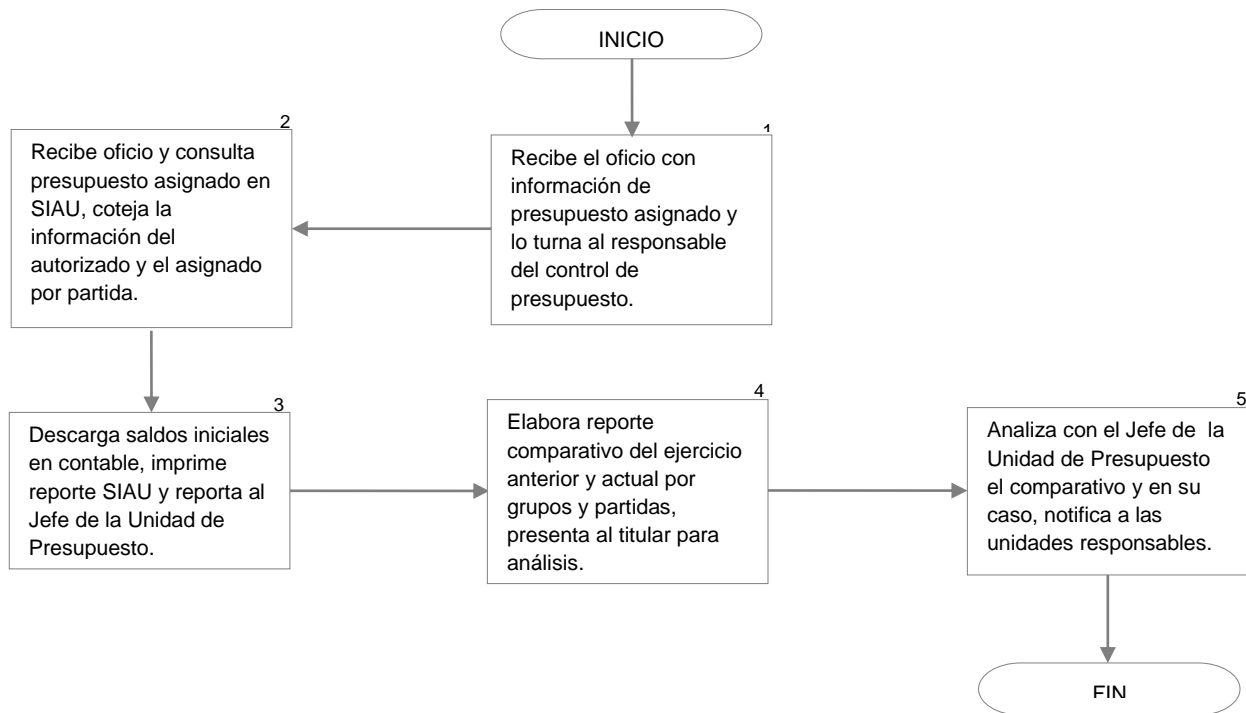 INICIO
1
Recibe el oficio con
información de
presupuesto asignado y
lo turna al responsable
del control de
presupuesto.
2
Recibe oficio y consulta
presupuesto asignado en
SIAU, coteja la
información del
autorizado y el asignado
por partida.
3
Descarga saldos iniciales
en contable, imprime
reporte SIAU y reporta al
Jefe de la Unidad de
Presupuesto.
4
Elabora reporte
comparativo del ejercicio
anterior y actual por
grupos y partidas,
presenta al titular para
análisis.
5
Analiza con el Jefe de la
Unidad de Presupuesto
el comparativo y en su
caso, notifica a las
unidades responsables.
FIN